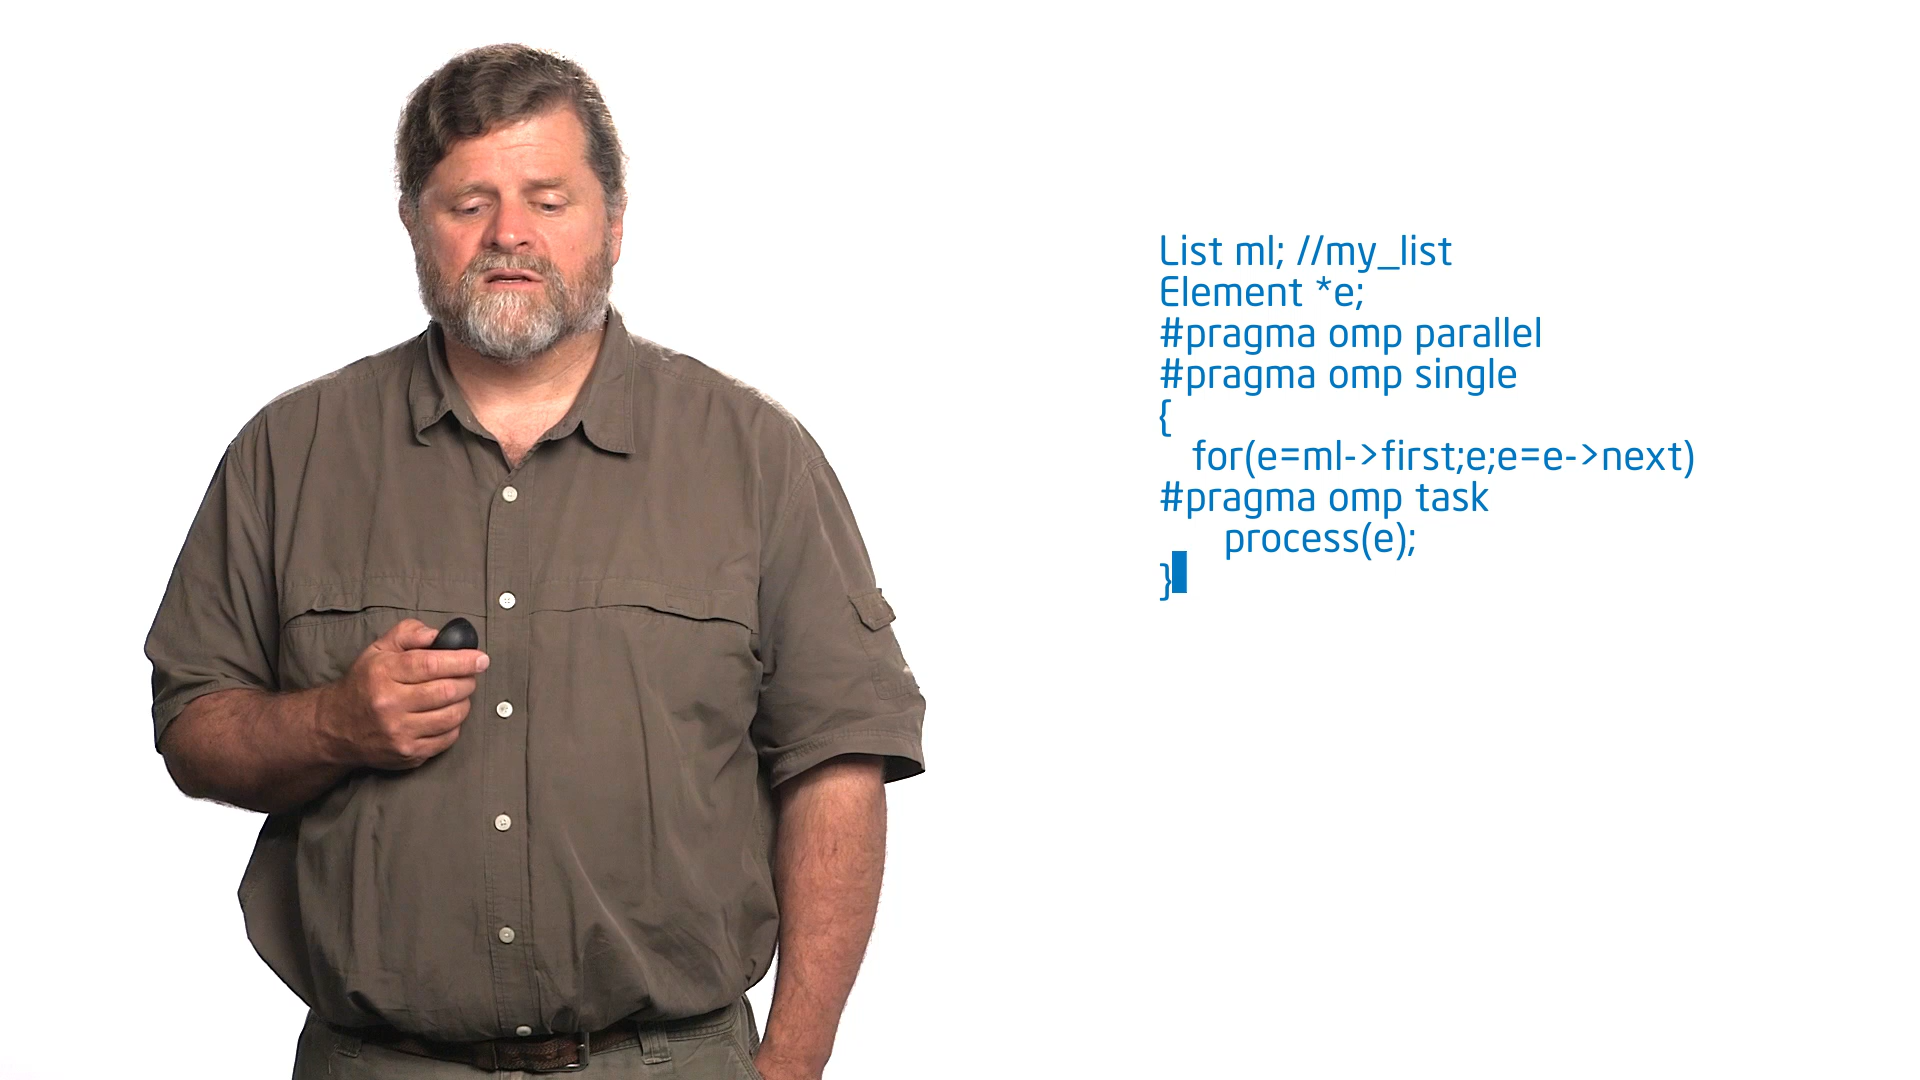 List ml; //my_list
Element *e;
#pragma omp parallel
#pragma omp single
{
for(e=ml->first;e;e=e->next)
#pragma omp task
process(e);
}